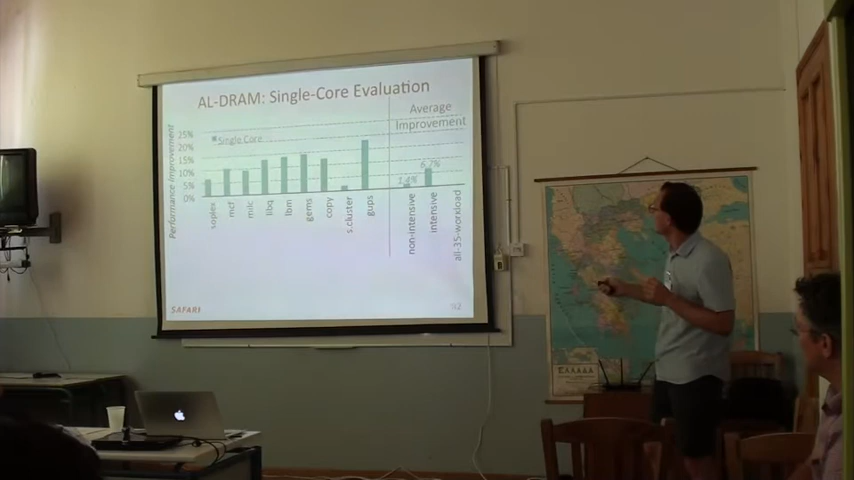 AL-DRAM: Single-Core Evaluation
Average
Improvement
Performance Improvement
25%
20%
15%
10%
5%
0%
Single Core
1.4%
6.7%
soplex
mcf
milc
libq
lbm
gems
copy
s.cluster
gups
non-intensive
intensive
all-35-workload
SAFARI
ΕΛΛΑΔΑ